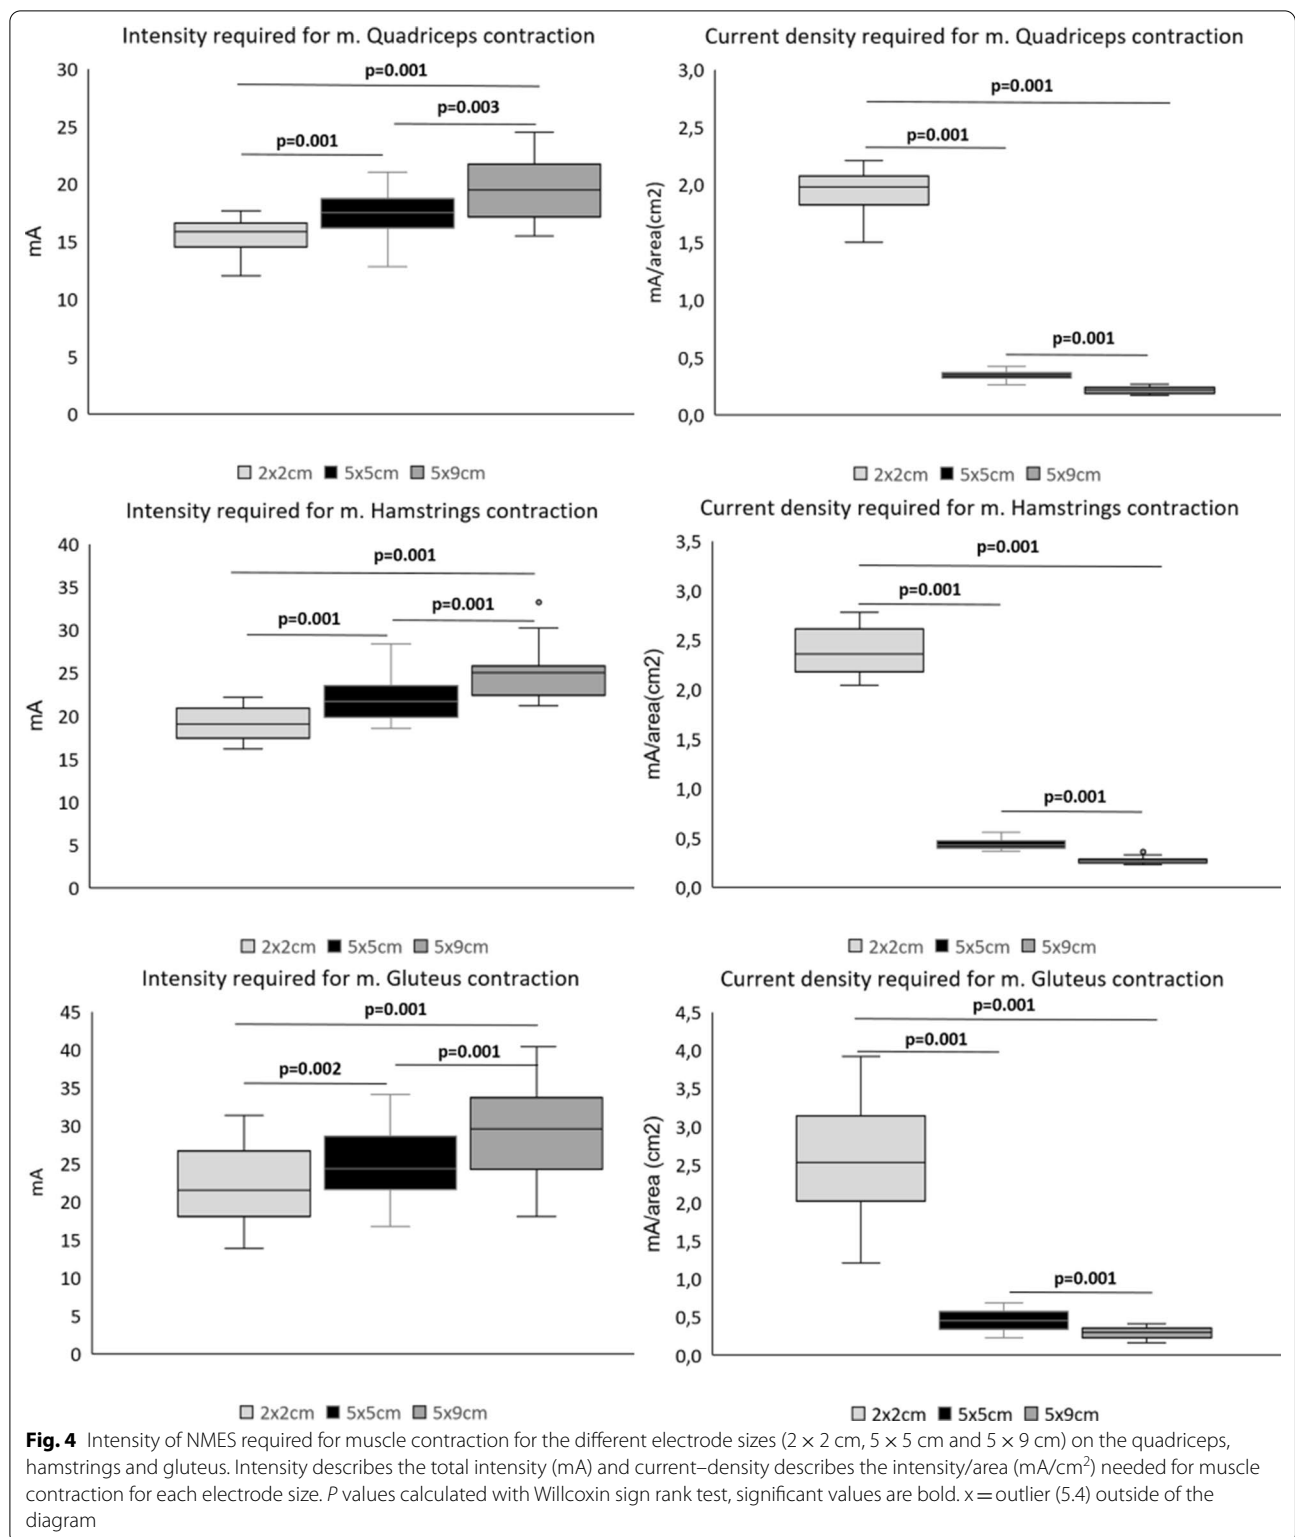 Intensity required for m. Quadriceps contraction
p=0.001
p=0.003
p=0.001
30
25
20
15
10
5
0
mA
2x2cm 5x5cm 5x9cm
Current density required for m. Quadriceps contraction
p=0.001
p=0.001
p=0.001
3,0
2,5
2,0
1,5
1,0
0,5
0,0
mA/area(cm2)
2x2cm 5x5cm 5x9cm
Intensity required for m. Hamstrings contraction
p=0.001
p=0.001
p=0.001
40
35
30
25
20
15
10
5
0
mA
2x2cm 5x5cm 5x9cm
Current density required for m. Hamstrings contraction
p=0.001
p=0.001
p=0.001
3,5
3,0
2,5
2,0
1,5
1,0
0,5
0,0
mA/area(cm2)
2x2cm 5x5cm 5x9cm
Intensity required for m. Gluteus contraction
p=0.001
p=0.001
p=0.002
45
40
35
30
25
20
15
10
5
0
mA
2x2cm 5x5cm 5x9cm
Current density required for m. Gluteus contraction
p=0.001
p=0.001
p=0.001
4,5
4,0
3,5
3,0
2,5
2,0
1,5
1,0
0,5
0,0
mA/area (cm2)
2x2cm 5x5cm 5x9cm
Fig. 4 Intensity of NMES required for muscle contraction for the different electrode sizes (2 × 2 cm, 5 × 5 cm and 5 × 9 cm) on the quadriceps,
hamstrings and gluteus. Intensity describes the total intensity (mA) and current–density describes the intensity/area (mA/cm²) needed for muscle
contraction for each electrode size. P values calculated with Willcoxin sign rank test, significant values are bold. x = outlier (5.4) outside of the
diagram